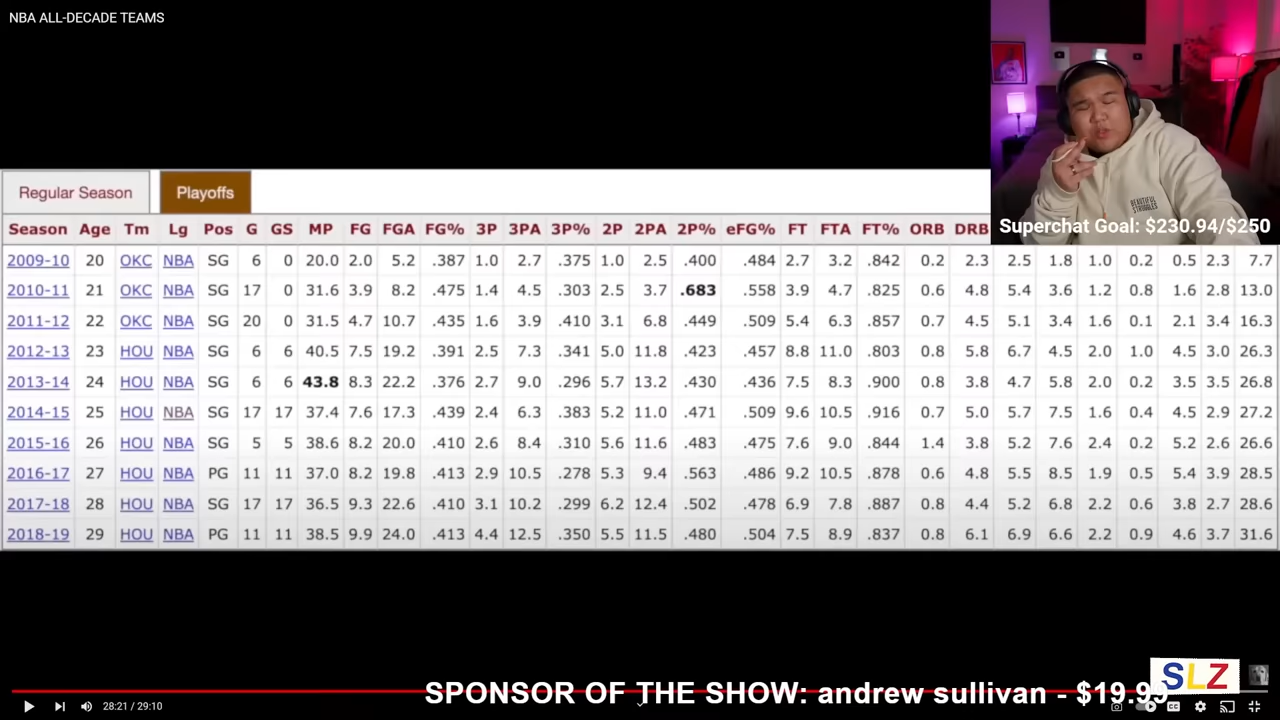 NBA ALL-DECADE TEAMS
BEAUTIFUL
STRUGGLES
Superchat Goal: $230.94/$250
Regular Season Playoffs
Season Age Tm Lg Pos G GS MP FG FGA FG% 3P 3PA 3P% 2P 2PA 2P% eFG% FT FTA FT% ORB DRB
2009-10 20 OKC NBA SG 6 0 20.0 2.0 5.2 .387 1.0 2.7 .375 1.0 2.5 .400 .484 2.7 3.2 .842 0.2 2.3 2.5 1.8 1.0 0.2 0.5 2.3 7.7
2010-11 21 OKC NBA SG 17 0 31.6 3.9 8.2 .475 1.4 4.5 .303 2.5 3.7 .683 .558 3.9 4.7 .825 0.6 4.8 5.4 3.6 1.2 0.8 1.6 2.8 13.0
2011-12 22 OKC NBA SG 20 0 31.5 4.7 10.7 .435 1.6 3.9 .410 3.1 6.8 .449 .509 5.4 6.3 .857 0.7 4.5 5.1 3.4 1.6 0.1 2.1 3.4 16.3
2012-13 23 HOU NBA SG 6 6 40.5 7.5 19.2 .391 2.5 7.3 .341 5.0 11.8 .423 .457 8.8 11.0 .803 0.8 5.8 6.7 4.5 2.0 1.0 4.5 3.0 26.3
2013-14 24 HOU NBA SG 6 6 43.8 8.3 22.2 .376 2.7 9.0 .296 5.7 13.2 .430 .436 7.5 8.3 .900 0.8 3.8 4.7 5.8 2.0 0.2 3.5 3.5 26.8
2014-15 25 HOU NBA SG 17 17 37.4 7.6 17.3 .439 2.4 6.3 .383 5.2 11.0 .471 .509 9.6 10.5 .916 0.7 5.0 5.7 7.5 1.6 0.4 4.5 2.9 27.2
2015-16 26 HOU NBA SG 5 5 38.6 8.2 20.0 .410 2.6 8.4 .310 5.6 11.6 .483 .475 7.6 9.0 .844 1.4 3.8 5.2 7.6 2.4 0.2 5.2 2.6 26.6
2016-17 27 HOU NBA PG 11 11 37.0 8.2 19.8 .413 2.9 10.5 .278 5.3 9.4 .563 .486 9.2 10.5 .878 0.6 4.8 5.5 8.5 1.9 0.5 5.4 3.9 28.5
2017-18 28 HOU NBA SG 17 17 36.5 9.3 22.6 .410 3.1 10.2 .299 6.2 12.4 .502 .478 6.9 7.8 .887 0.8 4.4 5.2 6.8 2.2 0.6 3.8 2.7 28.6
2018-19 29 HOU NBA PG 11 11 38.5 9.9 24.0 .413 4.4 12.5 .350 5.5 11.5 .480 .504 7.5 8.9 .837 0.8 6.1 6.9 6.6 2.2 0.9 4.6 3.7 31.6
SLZ
SPONSOR OF THE SHOW: andrew sullivan - $19.99
28:21 / 29:10